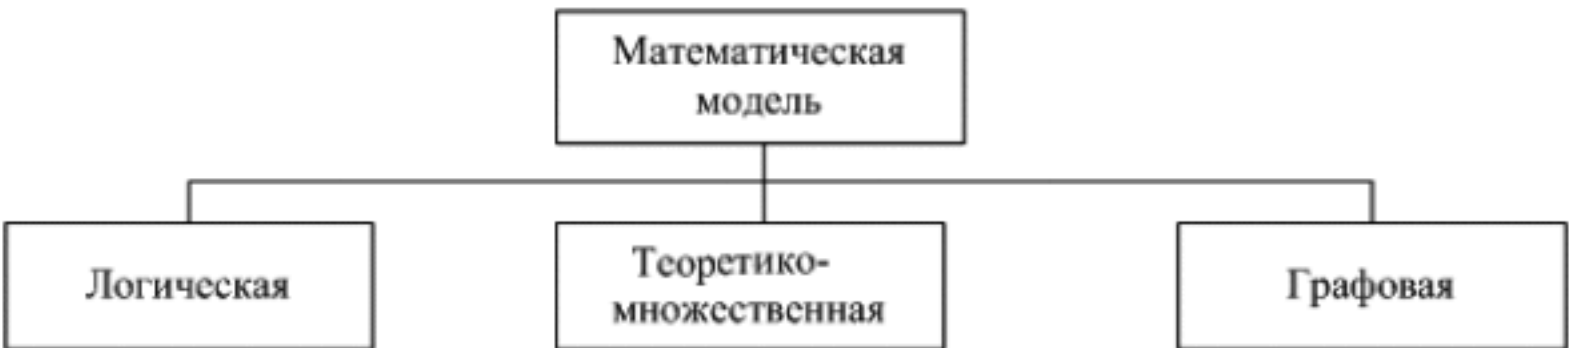 Математическая
модель
Логическая
Теоретико-
множественная
Графовая